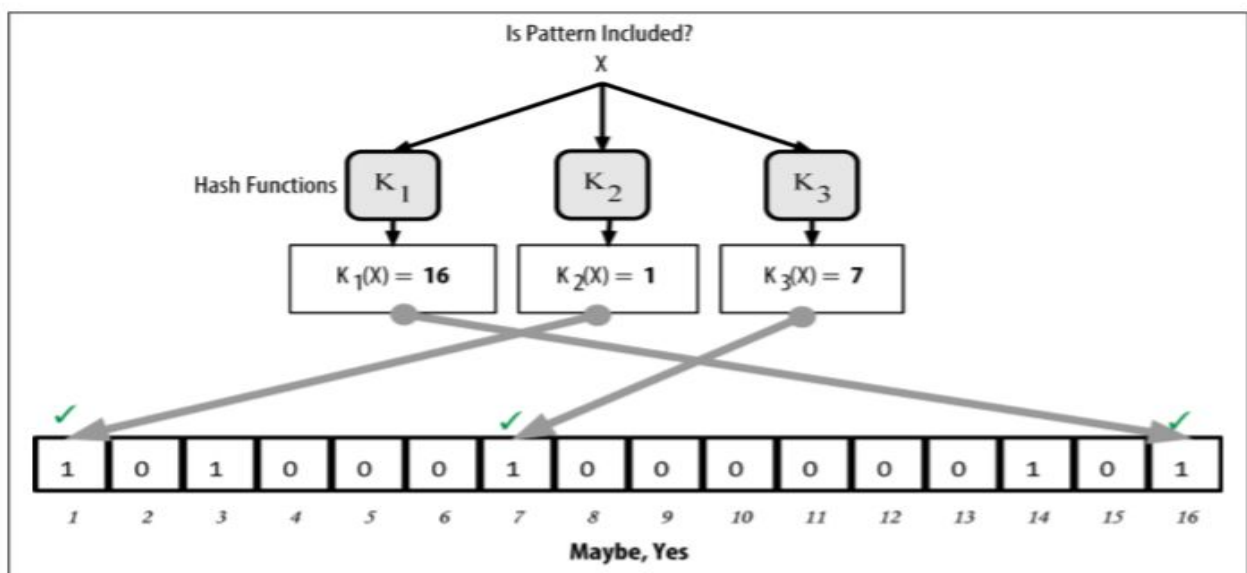 Is Pattern Included?
X
Hash Functions K1 K2 K3
K1(X) = 16 K2(X) = 1 K3(X) = 7
1 0 1 0 0 0 1 0 0 0 0 0 0 1 0 1
1 2 3 4 5 6 7 8 9 10 11 12 13 14 15 16
Maybe, Yes